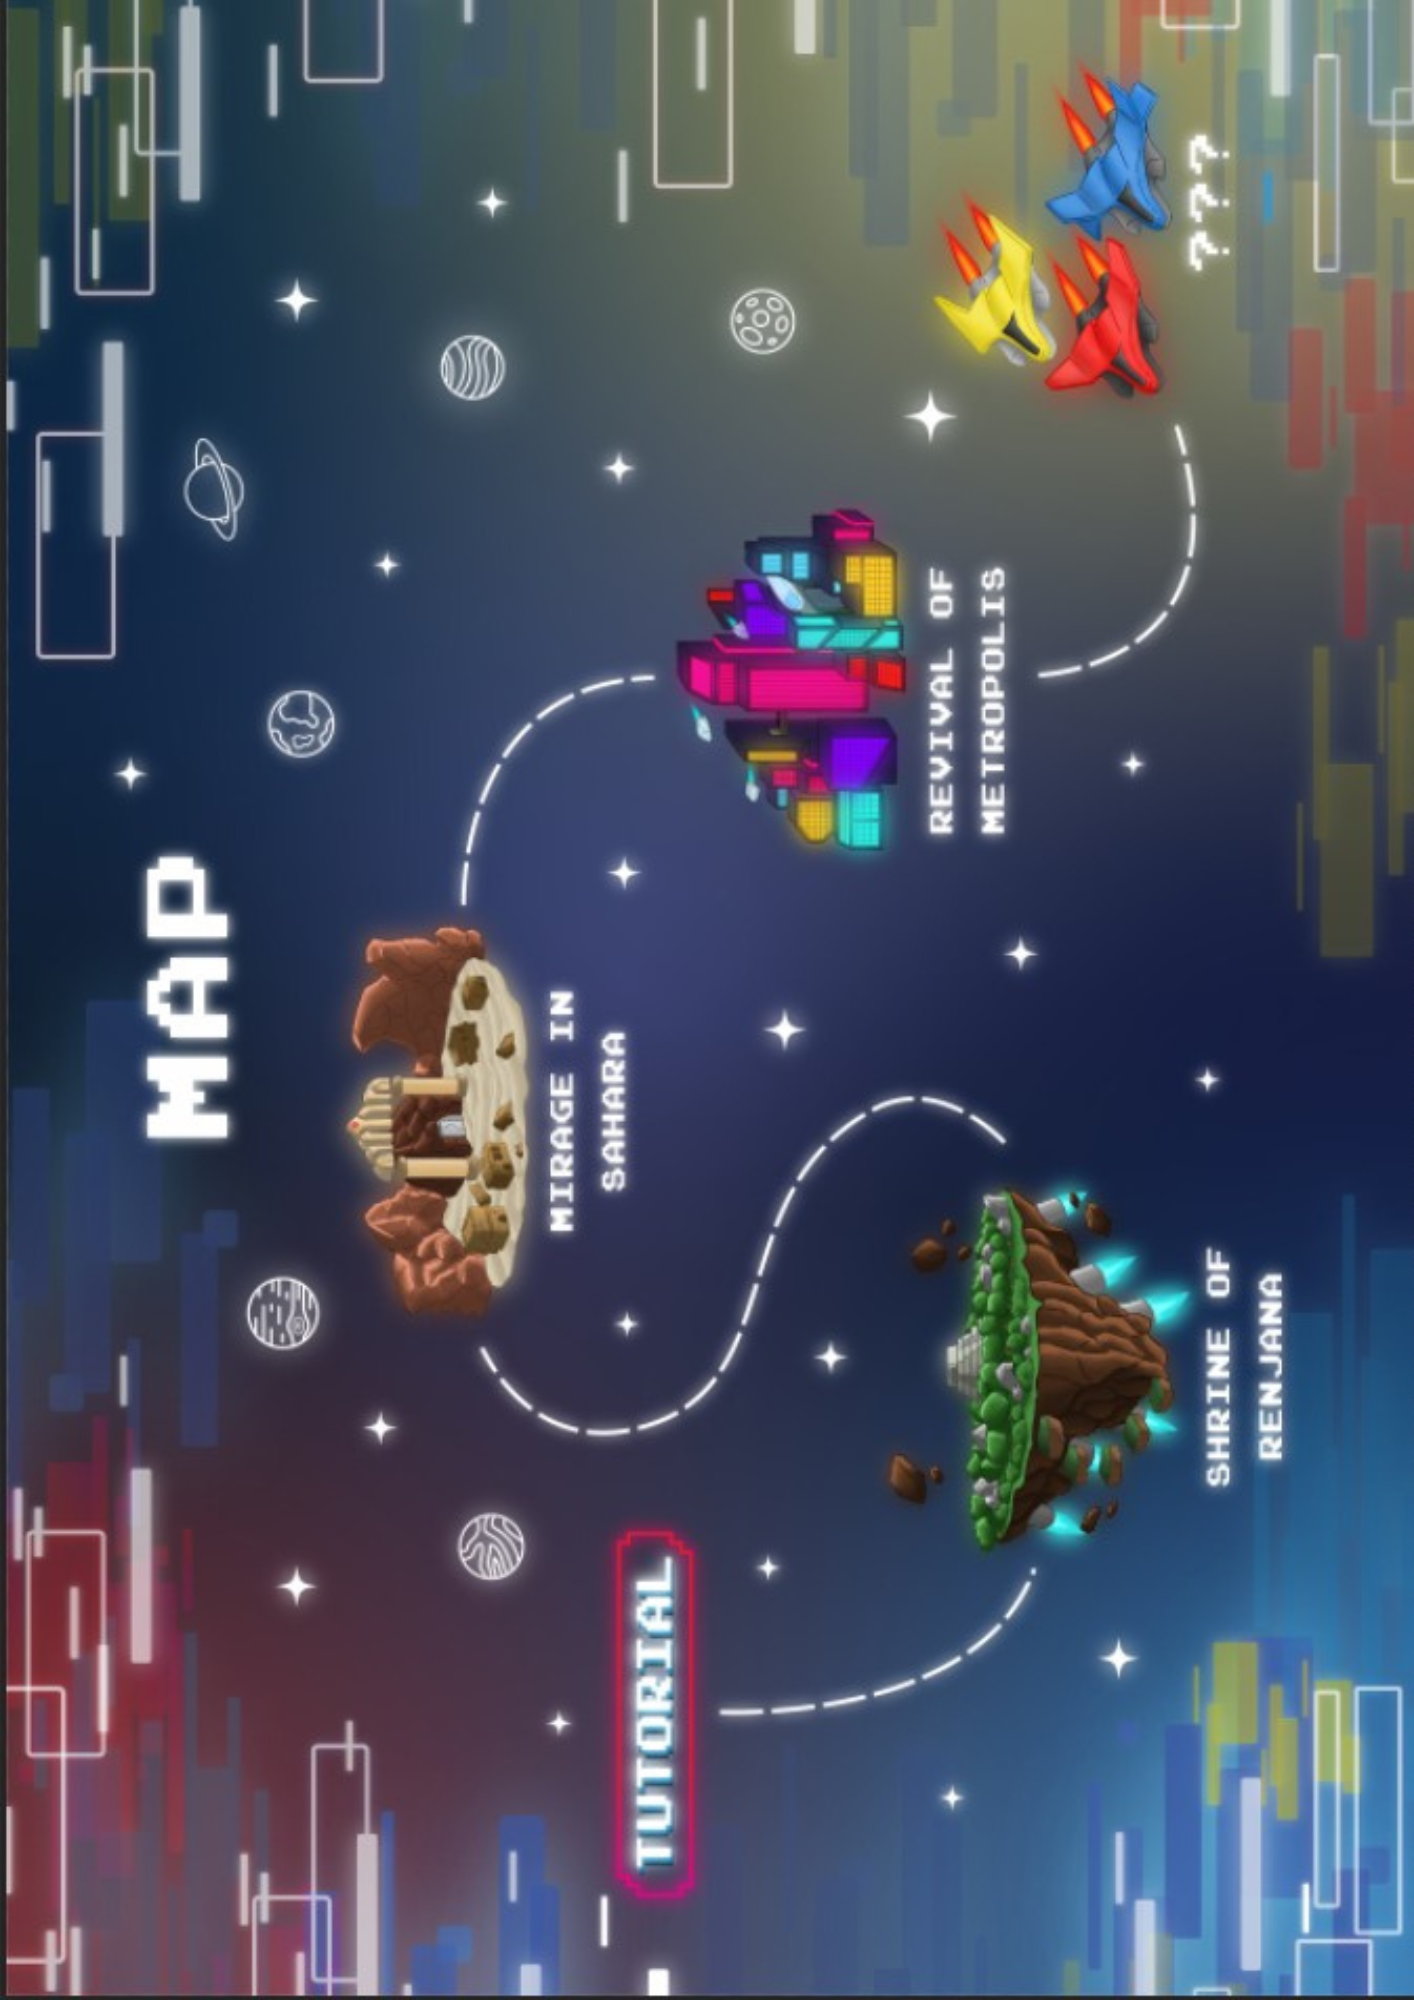 MAP
TUTORIAL
SHRINE OF
RENJANA
MIRAGE IN
SAHARA
REVIVAL OF
METROPOLIS
???